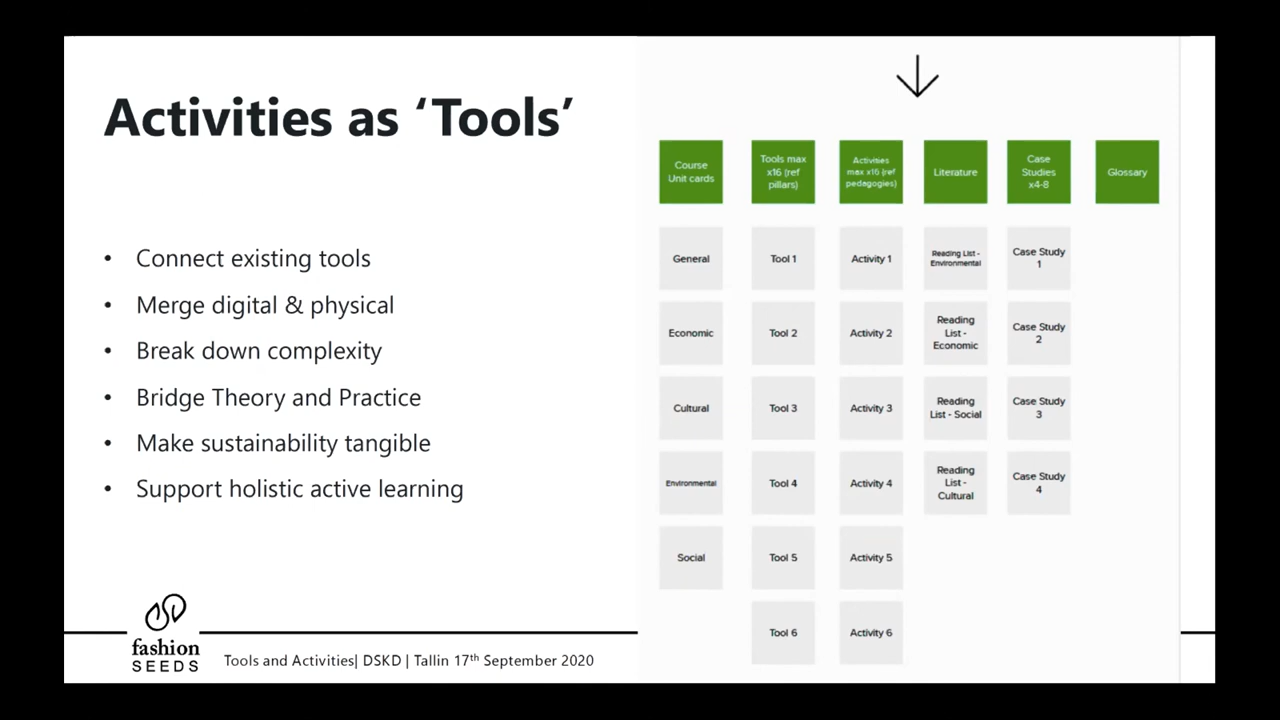 Activities as ‘Tools’
• Connect existing tools
• Merge digital & physical
• Break down complexity
• Bridge Theory and Practice
• Make sustainability tangible
• Support holistic active learning
fashion
SEEDS
Tools and Activities| DSKD | Tallin 17th September 2020
Course
Unit cards
Tools max
x16 (ref
pillars)
Activities
max x16 (ref
pedagogies)
Literature
Case
Studies
x4-8
Glossary
General
Tool 1
Activity 1
Reading List -
Environmental
Case Study
1
Economic
Tool 2
Activity 2
Reading
List -
Economic
Case Study
2
Cultural
Tool 3
Activity 3
Reading
List - Social
Case Study
3
Environmental
Tool 4
Activity 4
Reading
List -
Cultural
Case Study
4
Social
Tool 5
Activity 5
Tool 6
Activity 6